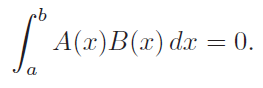 ∫_a^b A(x)B(x) dx = 0.